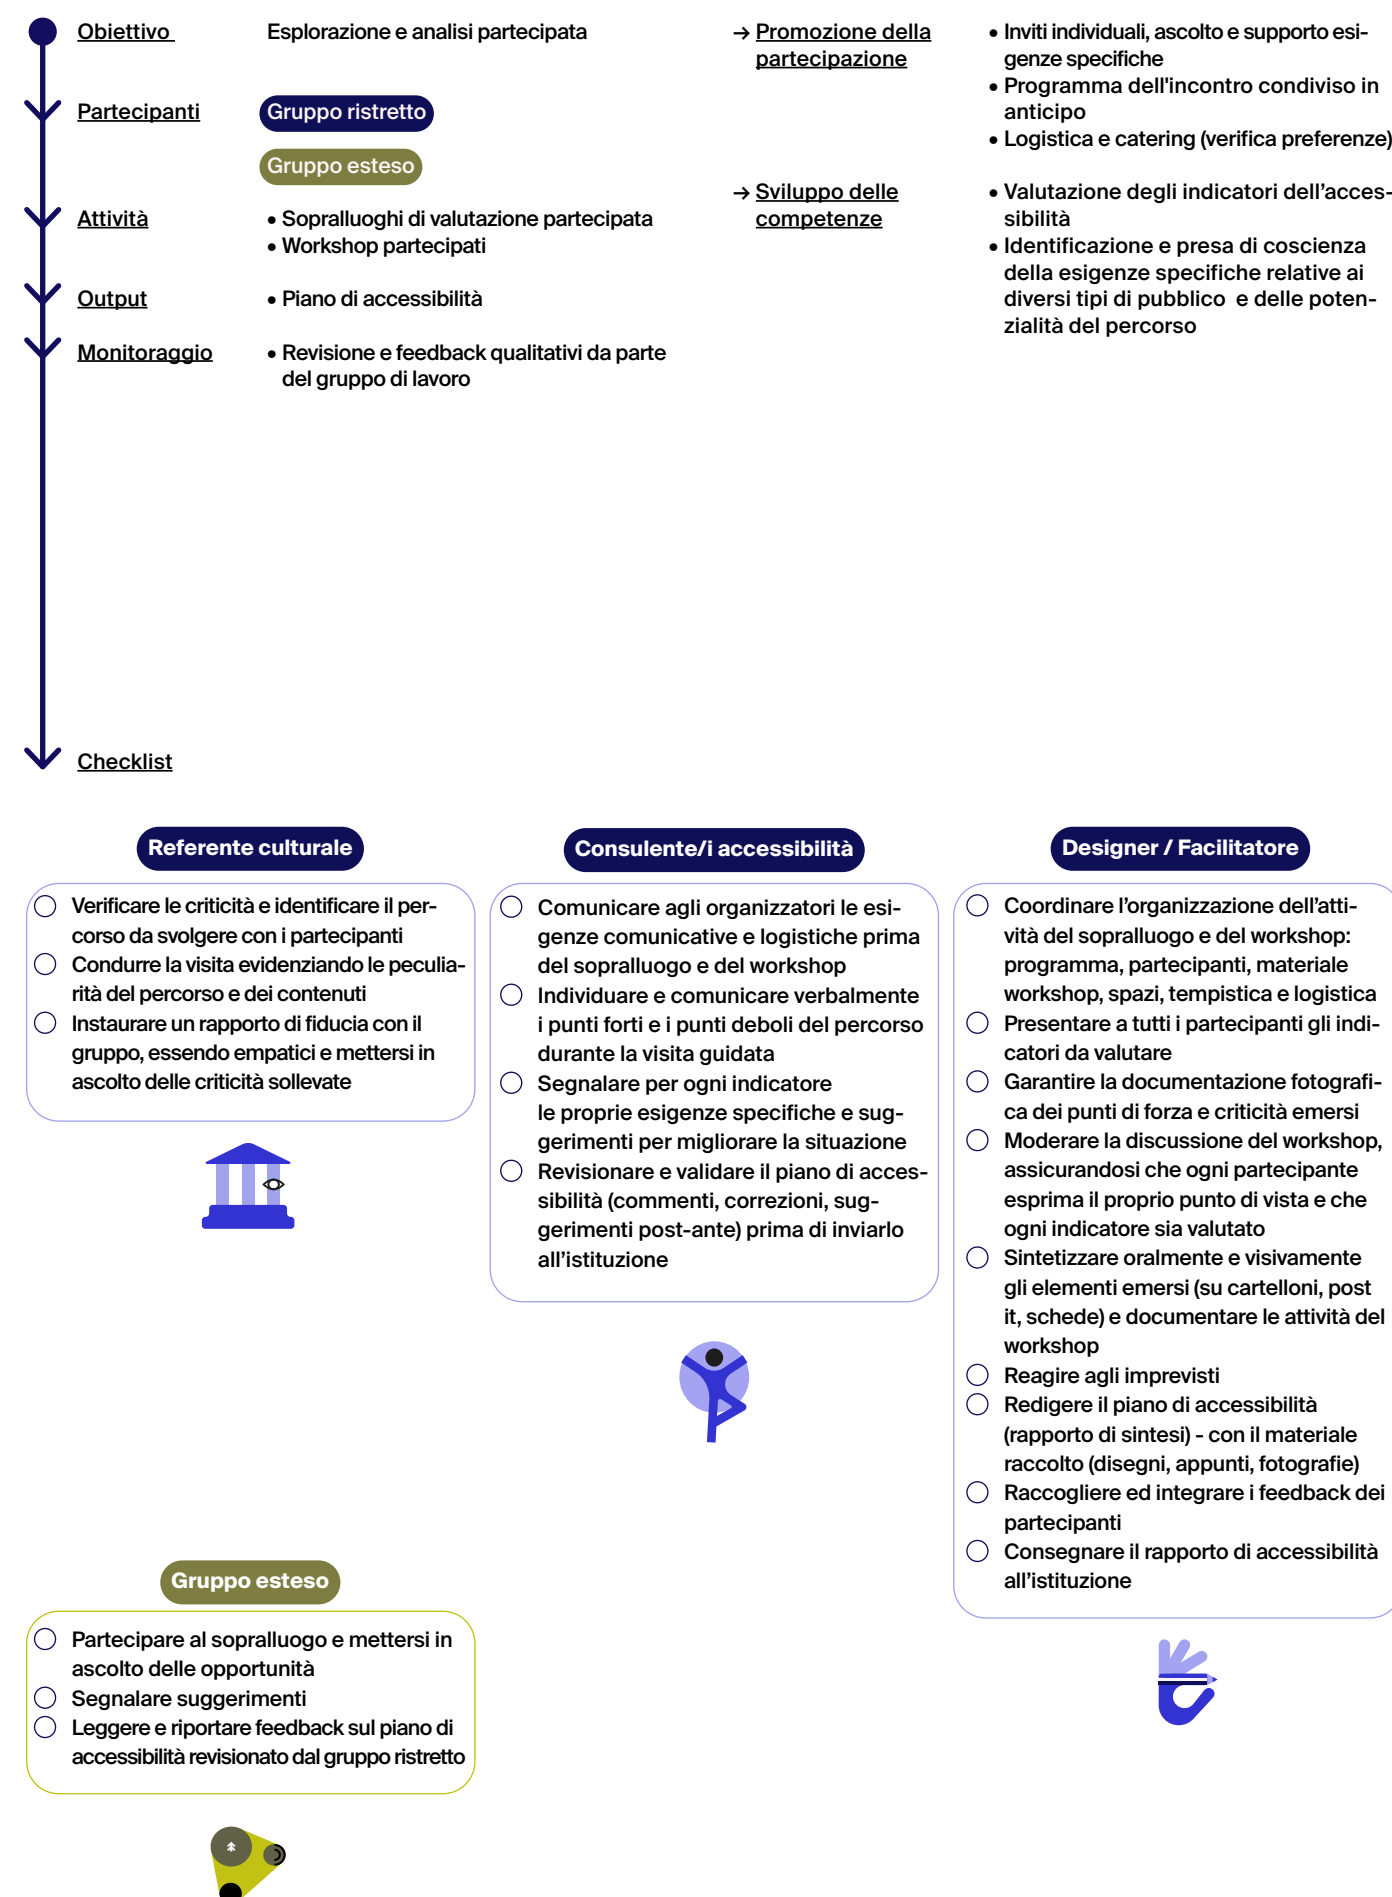 Obiettivo
Esplorazione e analisi partecipata
Partecipanti
Gruppo ristretto
Gruppo esteso
Attività
• Sopralluoghi di valutazione partecipata
• Workshop partecipati
Output
• Piano di accessibilità
Monitoraggio
• Revisione e feedback qualitativi da parte
del gruppo di lavoro
→ Promozione della
partecipazione
• Inviti individuali, ascolto e supporto esi-
genze specifiche
• Programma dell'incontro condiviso in
anticipo
• Logistica e catering (verifica preferenze)
→ Sviluppo delle
competenze
• Valutazione degli indicatori dell’acces-
sibilità
• Identificazione e presa di coscienza
della esigenze specifiche relative ai
diversi tipi di pubblico e delle poten-
zialità del percorso
Checklist
Referente culturale
Verificare le criticità e identificare il per-
corso da svolgere con i partecipanti
Condurre la visita evidenziando le peculia-
rità del percorso e dei contenuti
Instaurare un rapporto di fiducia con il
gruppo, essendo empatici e mettersi in
ascolto delle criticità sollevate
Consulente/i accessibilità
Comunicare agli organizzatori le esi-
genze comunicative e logistiche prima
del sopralluogo e del workshop
Individuare e comunicare verbalmente
i punti forti e i punti deboli del percorso
durante la visita guidata
Segnalare per ogni indicatore
le proprie esigenze specifiche e sug-
gerimenti per migliorare la situazione
Revisionare e validare il piano di acces-
sibilità (commenti, correzioni, sug-
gerimenti post-ante) prima di inviarlo
all’istituzione
Designer / Facilitatore
Coordinare l’organizzazione dell’atti-
vità del sopralluogo e del workshop:
programma, partecipanti, materiale
workshop, spazi, tempistica e logistica
Presentare a tutti i partecipanti gli indi-
catori da valutare
Garantire la documentazione fotografi-
ca dei punti di forza e criticità emersi
Moderare la discussione del workshop,
assicurandosi che ogni partecipante
esprima il proprio punto di vista e che
ogni indicatore sia valutato
Sintetizzare oralmente e visivamente
gli elementi emersi (su cartelloni, post
it, schede) e documentare le attività del
workshop
Reagire agli imprevisti
Redigere il piano di accessibilità
(rapporto di sintesi) - con il materiale
raccolto (disegni, appunti, fotografie)
Raccogliere ed integrare i feedback dei
partecipanti
Consegnare il rapporto di accessibilità
all’istituzione
Gruppo esteso
Partecipare al sopralluogo e mettersi in
ascolto delle opportunità
Segnalare suggerimenti
Leggere e riportare feedback sul piano di
accessibilità revisionato dal gruppo ristretto